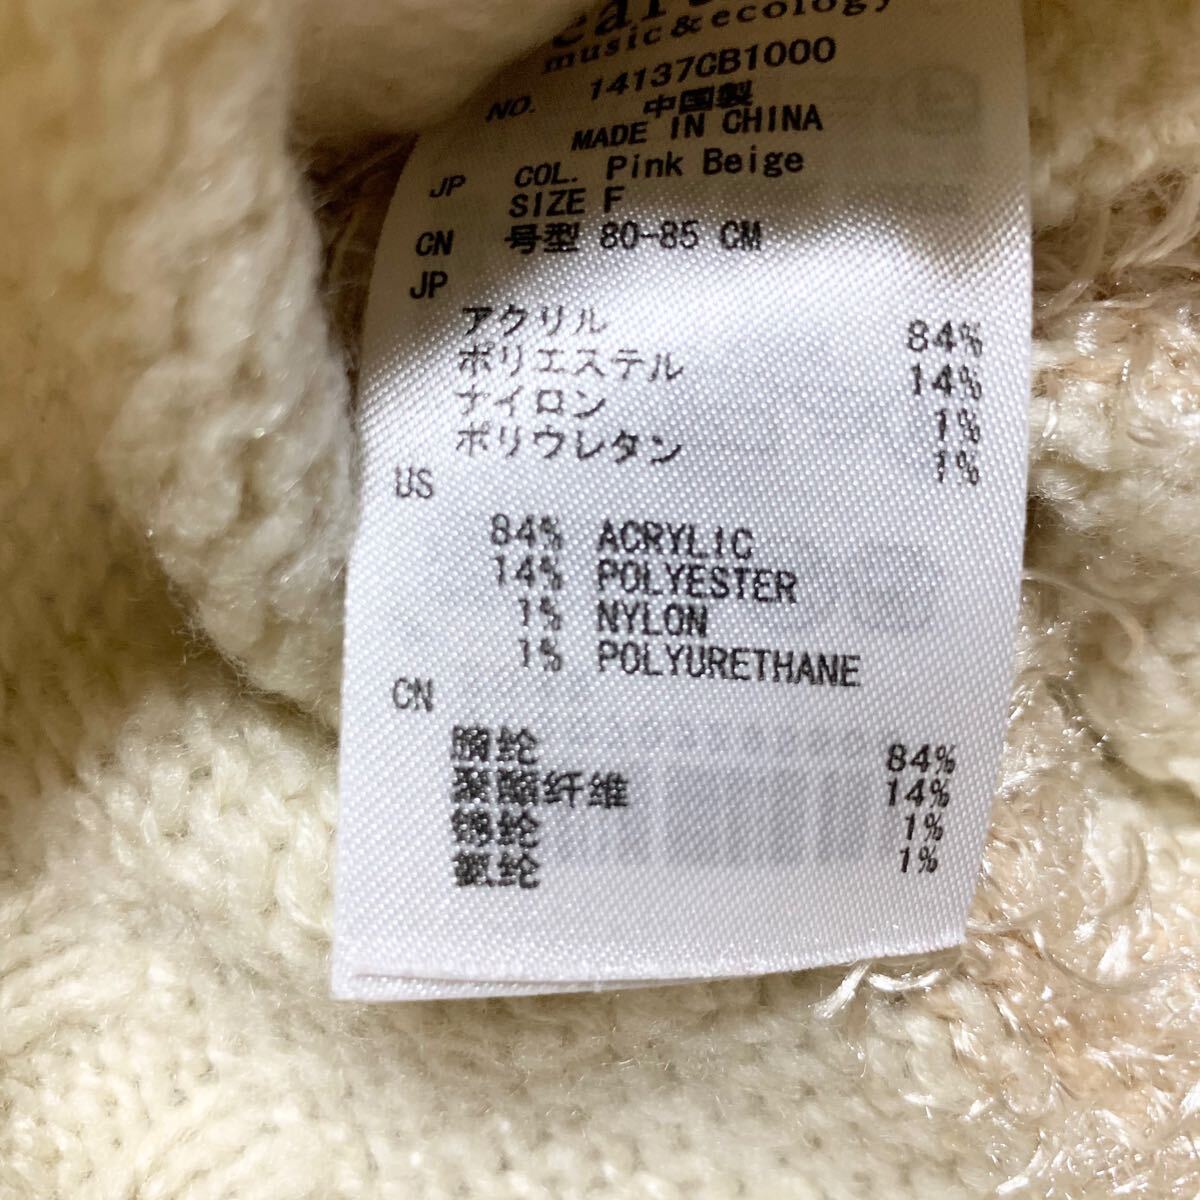 music & ecology
NO. 14137CB1000
中国製
MADE IN CHINA
JP COL. Pink Beige
SIZE F
CN 号型 80-85 CM
JP
アクリル 84%
ポリエステル 14%
ナイロン 1%
ポリウレタン 1%
US
84% ACRYLIC
14% POLYESTER
1% NYLON
1% POLYURETHANE
CN
腈纶 84%
聚酯纤维 14%
锦纶 1%
氨纶 1%